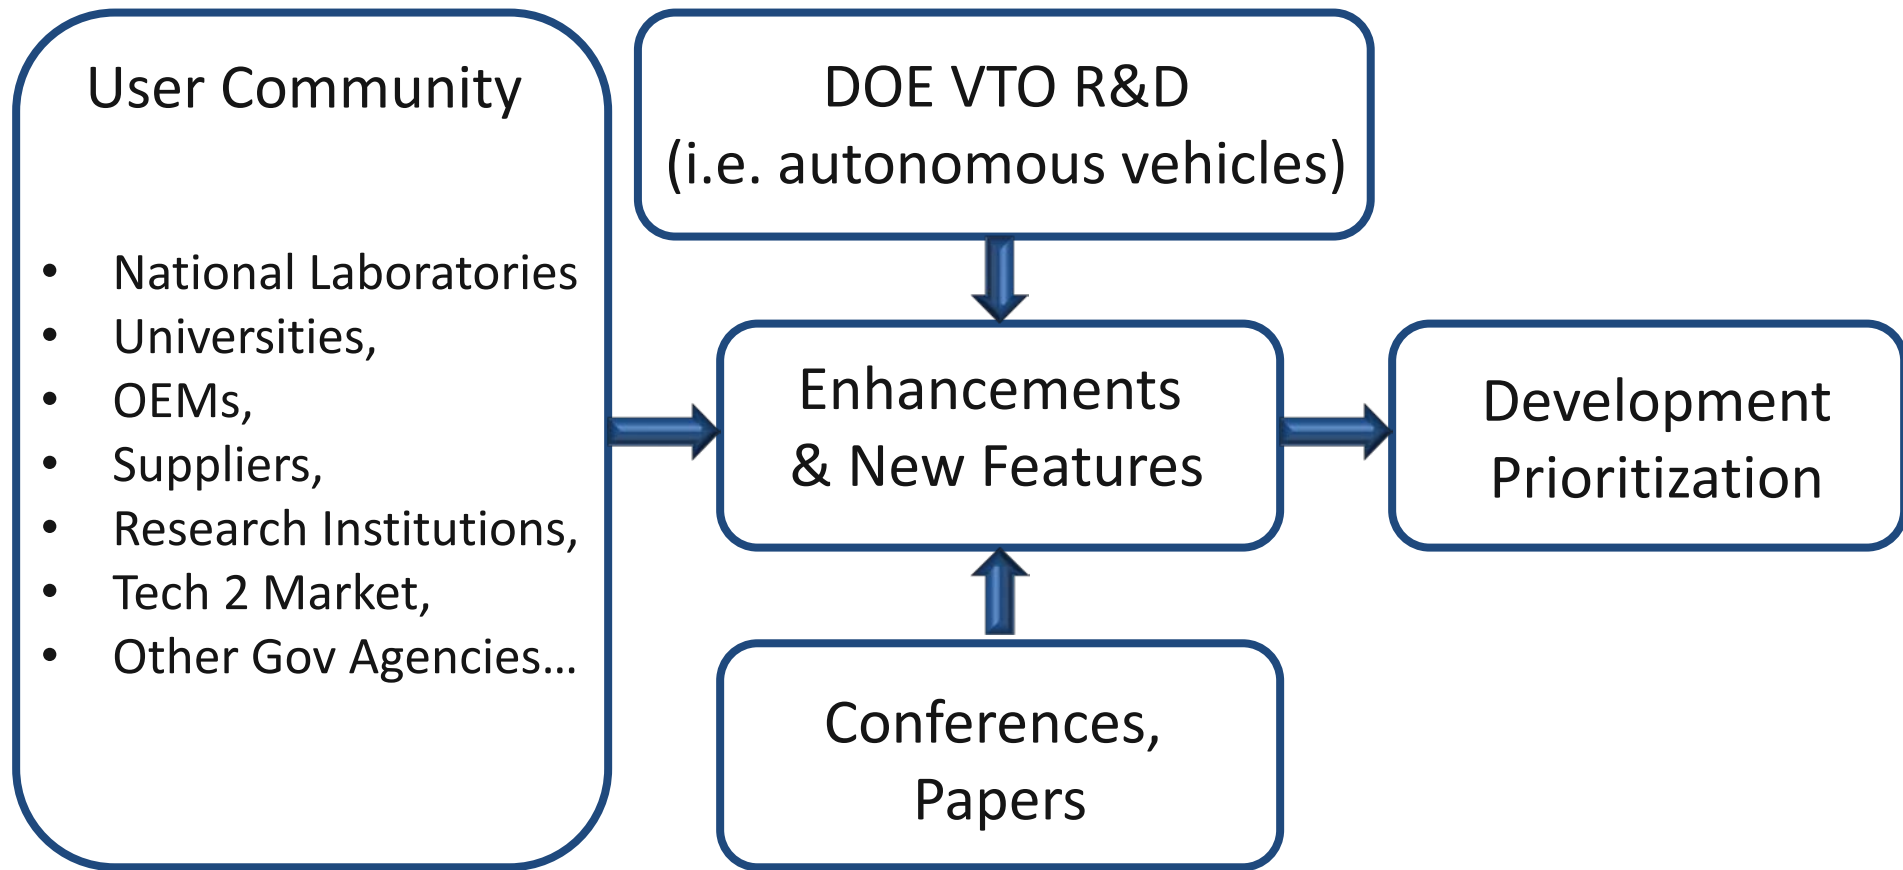 User Community
• National Laboratories
• Universities,
• OEMs,
• Suppliers,
• Research Institutions,
• Tech 2 Market,
• Other Gov Agencies…
DOE VTO R&D
(i.e. autonomous vehicles)
Enhancements
& New Features
Conferences,
Papers
Development
Prioritization